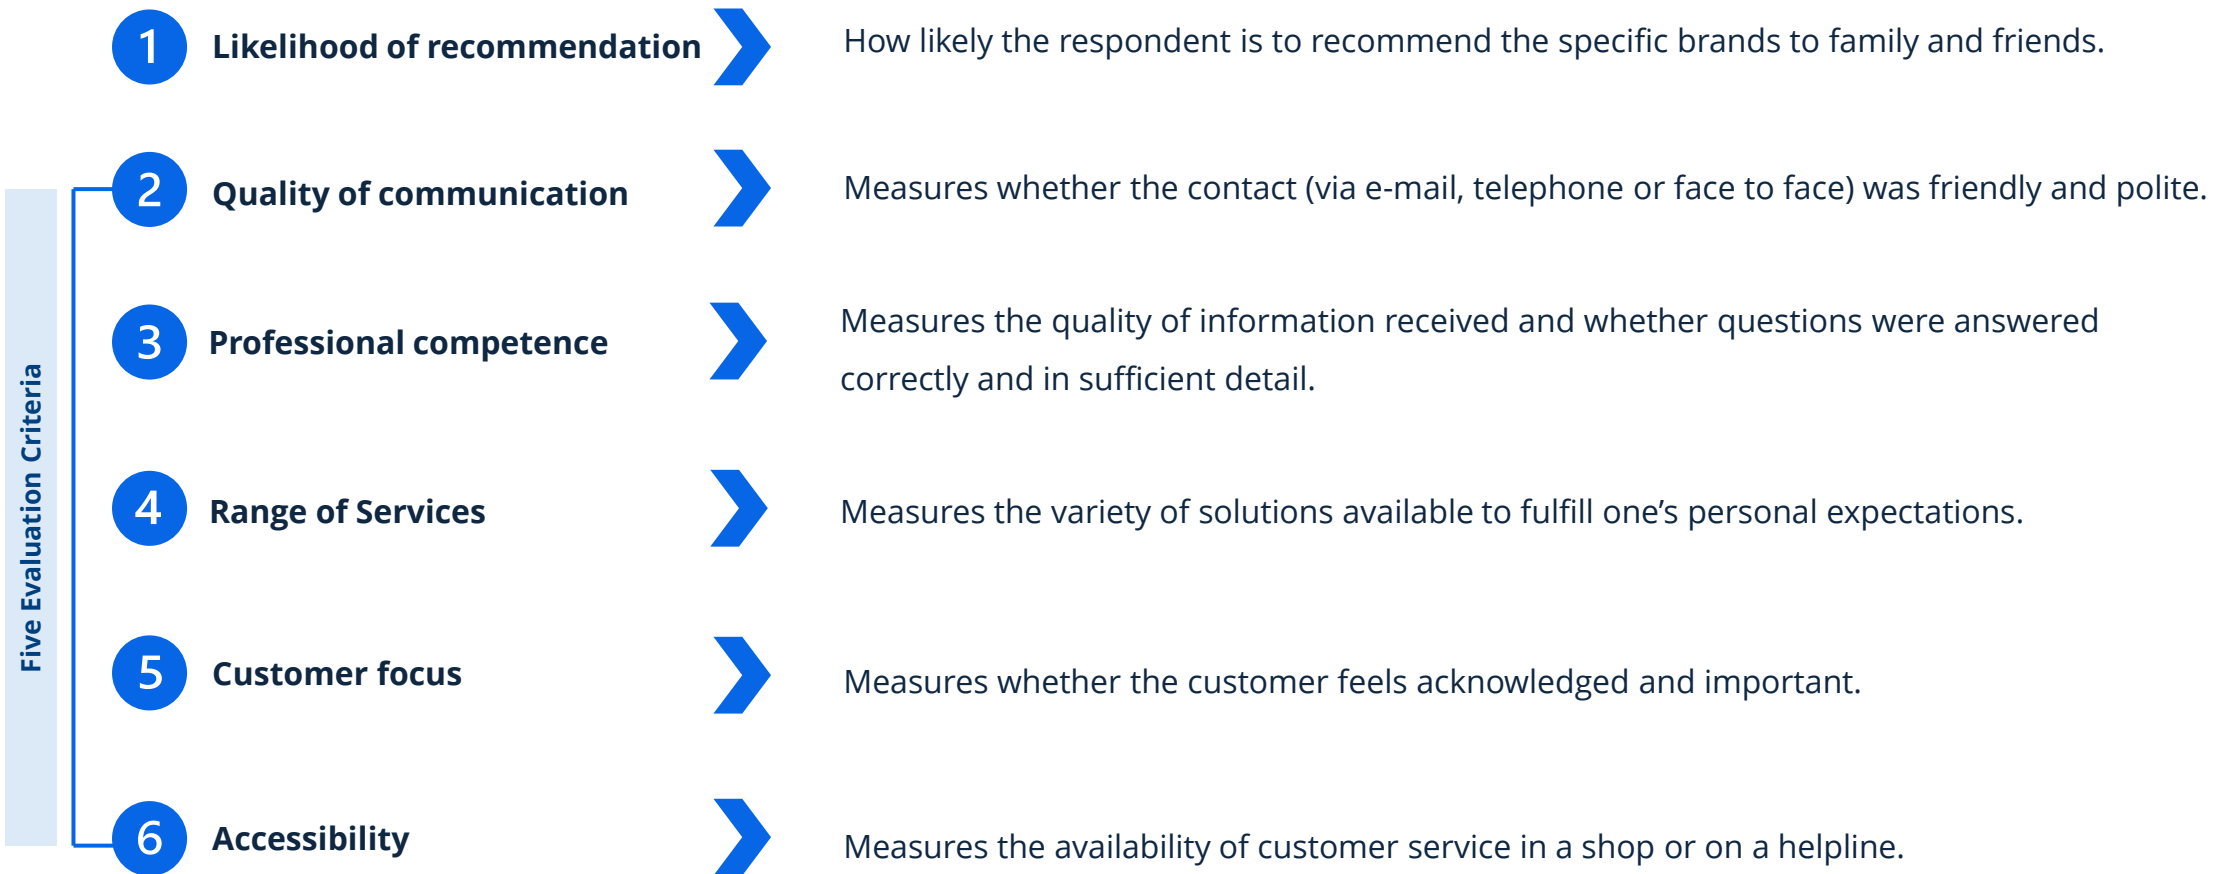 1 Likelihood of recommendation How likely the respondent is to recommend the specific brands to family and friends.
2 Quality of communication Measures whether the contact (via e-mail, telephone or face to face) was friendly and polite.
3 Professional competence Measures the quality of information received and whether questions were answered
correctly and in sufficient detail.
4 Range of Services Measures the variety of solutions available to fulfill one’s personal expectations.
5 Customer focus Measures whether the customer feels acknowledged and important.
6 Accessibility Measures the availability of customer service in a shop or on a helpline.
Five Evaluation Criteria